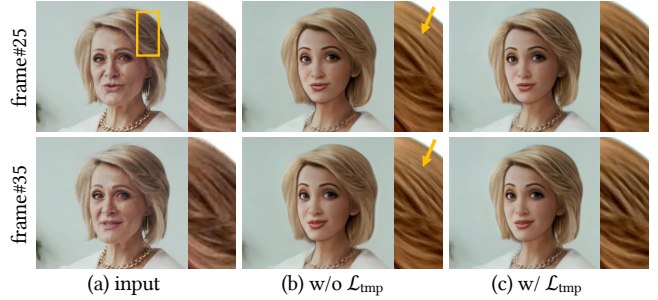 frame#25
frame#35
(a) input
(b) w/o ℒtmp
(c) w/ ℒtmp